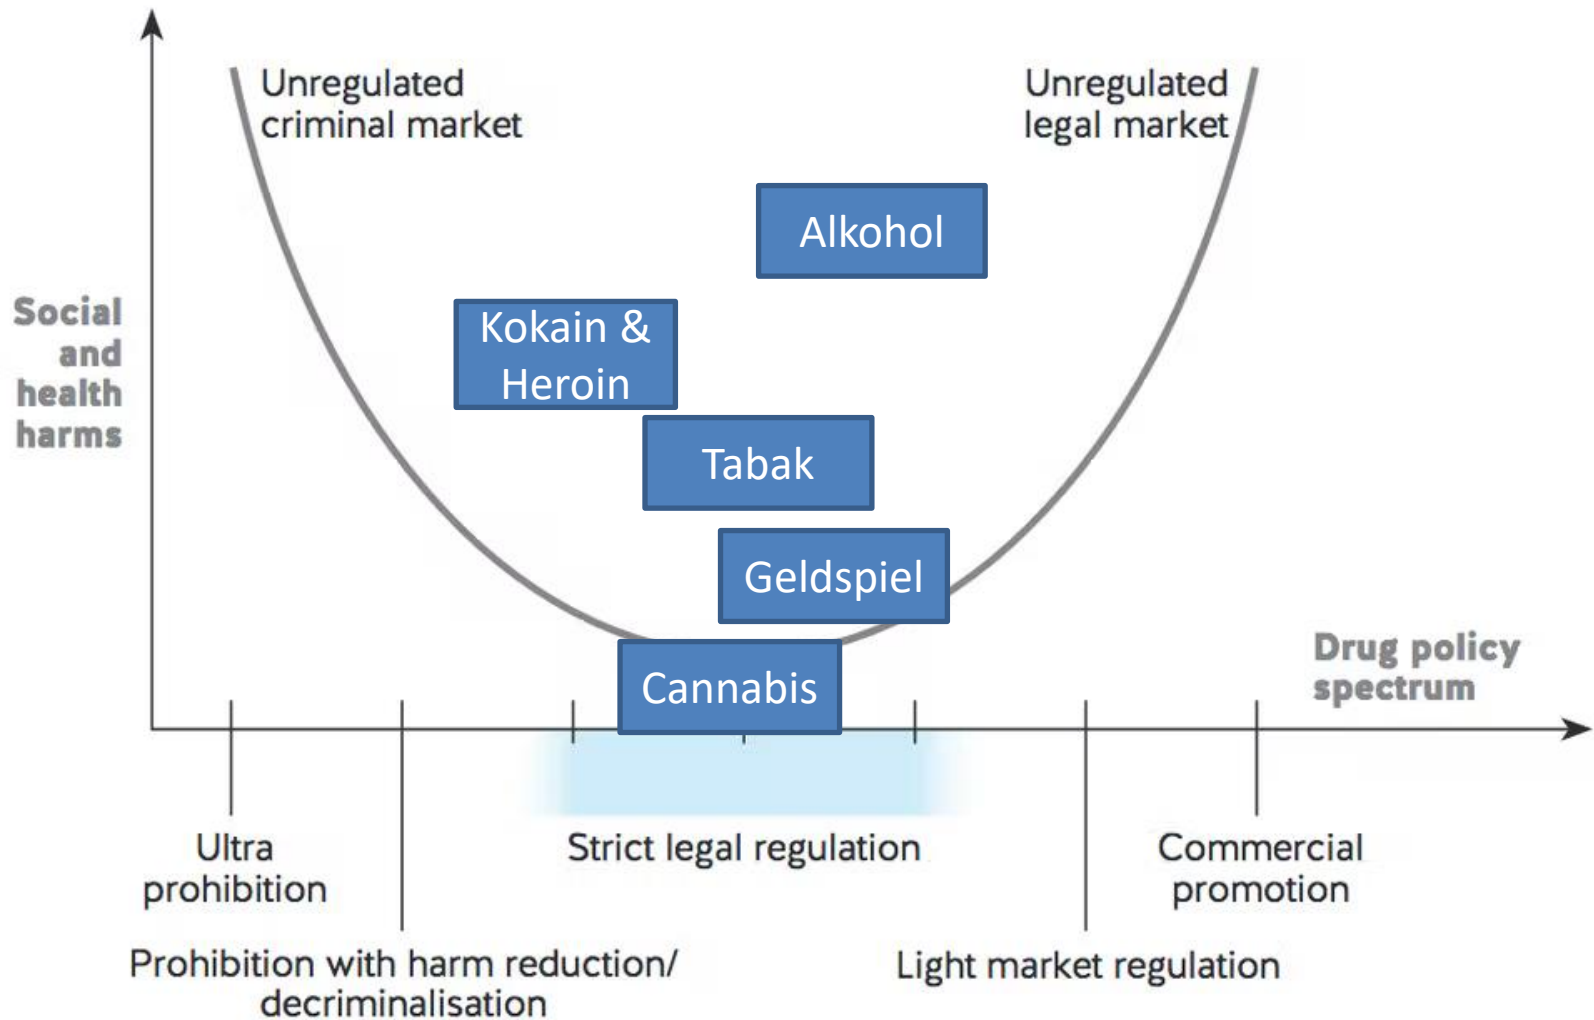 Unregulated
criminal market
Unregulated
legal market
Alkohol
Social
and
health
harms
Kokain &
Heroin
Tabak
Geldspiel
Cannabis
Drug policy
spectrum
Ultra
prohibition
Strict legal regulation
Commercial
promotion
Prohibition with harm reduction/
decriminalisation
Light market regulation